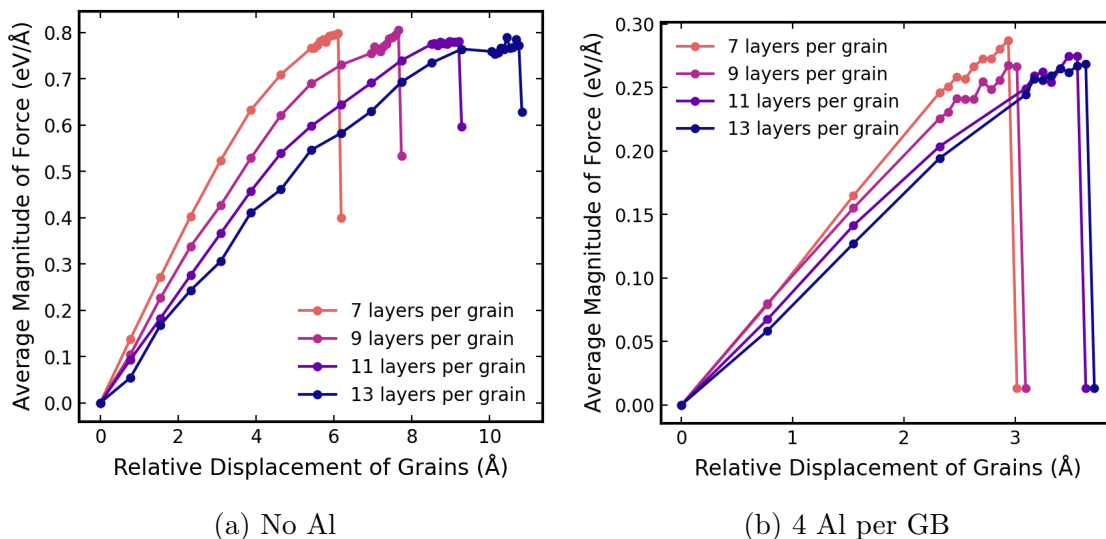 Average Magnitude of Force (eV/Å)
0.8
0.7
0.6
0.5
0.4
0.3
0.2
0.1
0.0
7 layers per grain
9 layers per grain
11 layers per grain
13 layers per grain
0 2 4 6 8 10
Relative Displacement of Grains (Å)
(a) No Al
Average Magnitude of Force (eV/Å)
0.30
0.25
0.20
0.15
0.10
0.05
0.00
7 layers per grain
9 layers per grain
11 layers per grain
13 layers per grain
0 1 2 3
Relative Displacement of Grains (Å)
(b) 4 Al per GB